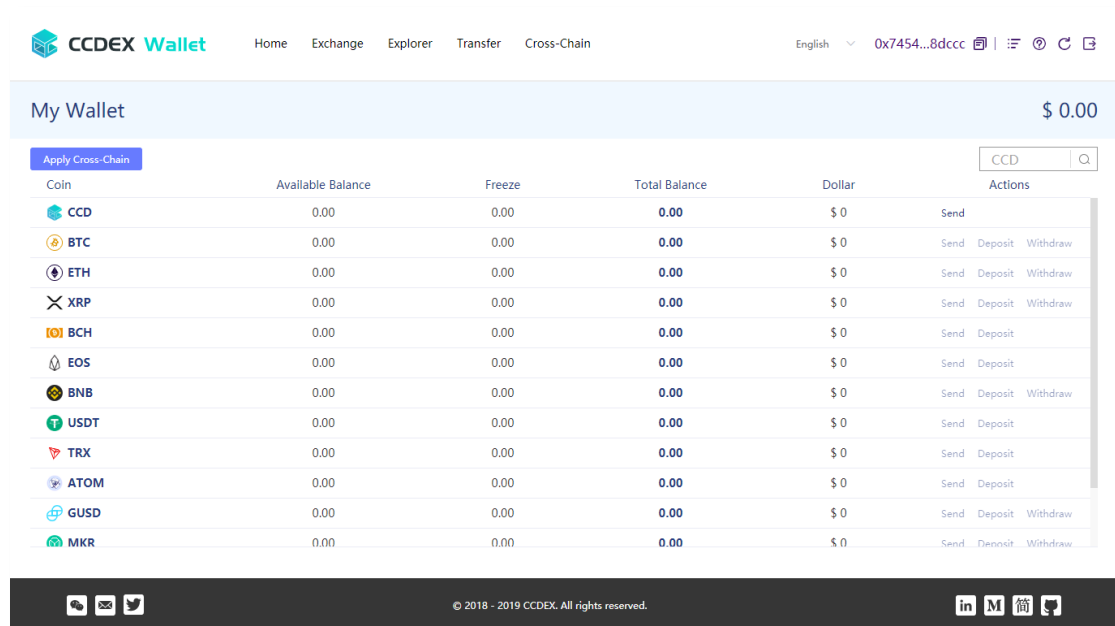 CCDEX Wallet Home Exchange Explorer Transfer Cross-Chain English 0x7454...8dccc
My Wallet $ 0.00
Apply Cross-Chain CCD
Coin Available Balance Freeze Total Balance Dollar Actions
CCD 0.00 0.00 0.00 $ 0 Send
BTC 0.00 0.00 0.00 $ 0 Send Deposit Withdraw
ETH 0.00 0.00 0.00 $ 0 Send Deposit Withdraw
XRP 0.00 0.00 0.00 $ 0 Send Deposit Withdraw
BCH 0.00 0.00 0.00 $ 0 Send Deposit
EOS 0.00 0.00 0.00 $ 0 Send Deposit
BNB 0.00 0.00 0.00 $ 0 Send Deposit Withdraw
USDT 0.00 0.00 0.00 $ 0 Send Deposit
TRX 0.00 0.00 0.00 $ 0 Send Deposit
ATOM 0.00 0.00 0.00 $ 0 Send Deposit
GUSD 0.00 0.00 0.00 $ 0 Send Deposit Withdraw
MKR 0.00 0.00 0.00 $ 0 Send Deposit Withdraw
© 2018 - 2019 CCDEX. All rights reserved. in M 简